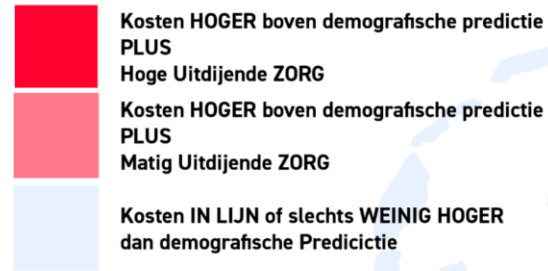 Kosten HOGER boven demografische predictie
PLUS
Hoge Uitdijende ZORG
Kosten HOGER boven demografische predictie
PLUS
Matig Uitdijende ZORG
Kosten IN LIJN of slechts WEINIG HOGER
dan demografische Predicictie